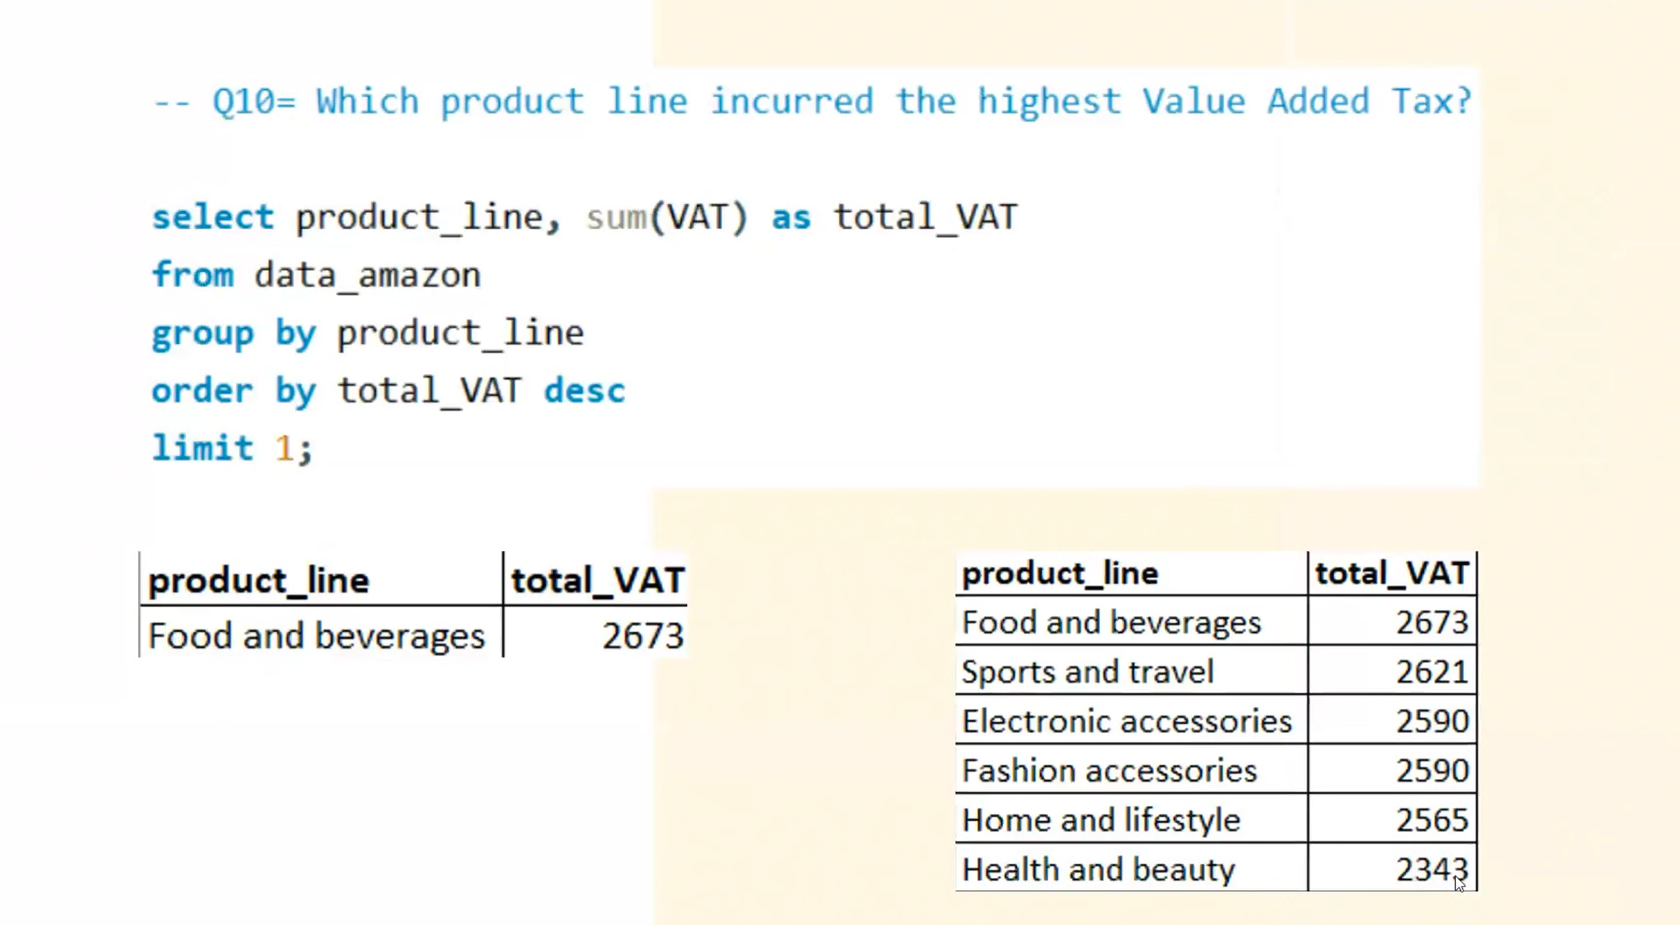 -- Q10= Which product line incurred the highest Value Added Tax?
select product_line, sum(VAT) as total_VAT
from data_amazon
group by product_line
order by total_VAT desc
limit 1;
product_line total_VAT
Food and beverages 2673
product_line total_VAT
Food and beverages 2673
Sports and travel 2621
Electronic accessories 2590
Fashion accessories 2590
Home and lifestyle 2565
Health and beauty 2343